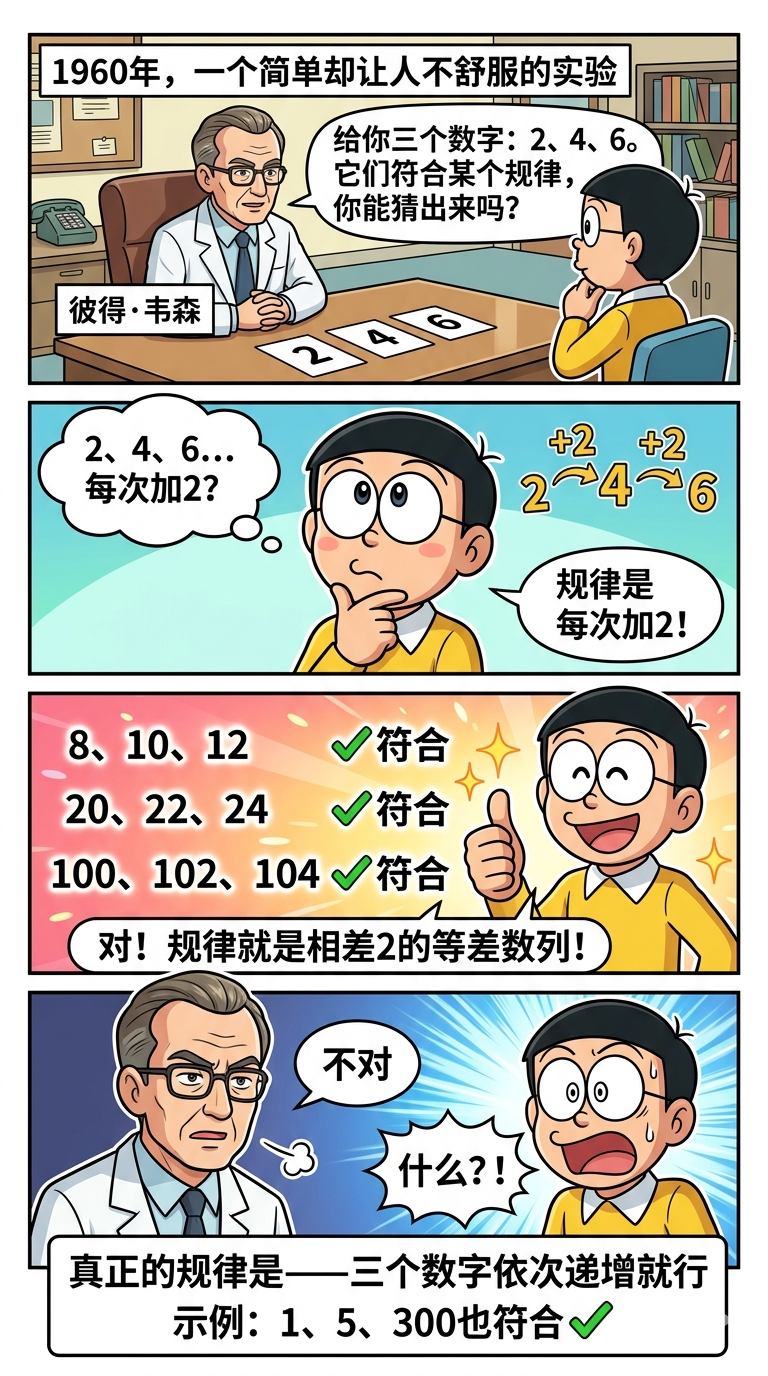 1960年，一个简单却让人不舒服的实验
给你三个数字：2、4、6。
它们符合某个规律，
你能猜出来吗？
彼得·韦森
2 4 6
2、4、6…
每次加2？
+2 +2
2 4 6
规律是
每次加2！
8、10、12 ✓符合
20、22、24 ✓符合
100、102、104 ✓符合
对！规律就是相差2的等差数列！
不对
什么？！
真正的规律是——三个数字依次递增就行
示例：1、5、300也符合✓